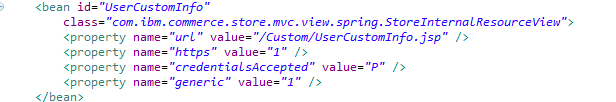 <bean id="UserCustomInfo"
class="com.ibm.commerce.store.mvc.view.spring.StoreInternalResourceView">
<property name="url" value="/Custom/UserCustomInfo.jsp" />
<property name="https" value="1" />
<property name="credentialsAccepted" value="P" />
<property name="generic" value="1" />
</bean>